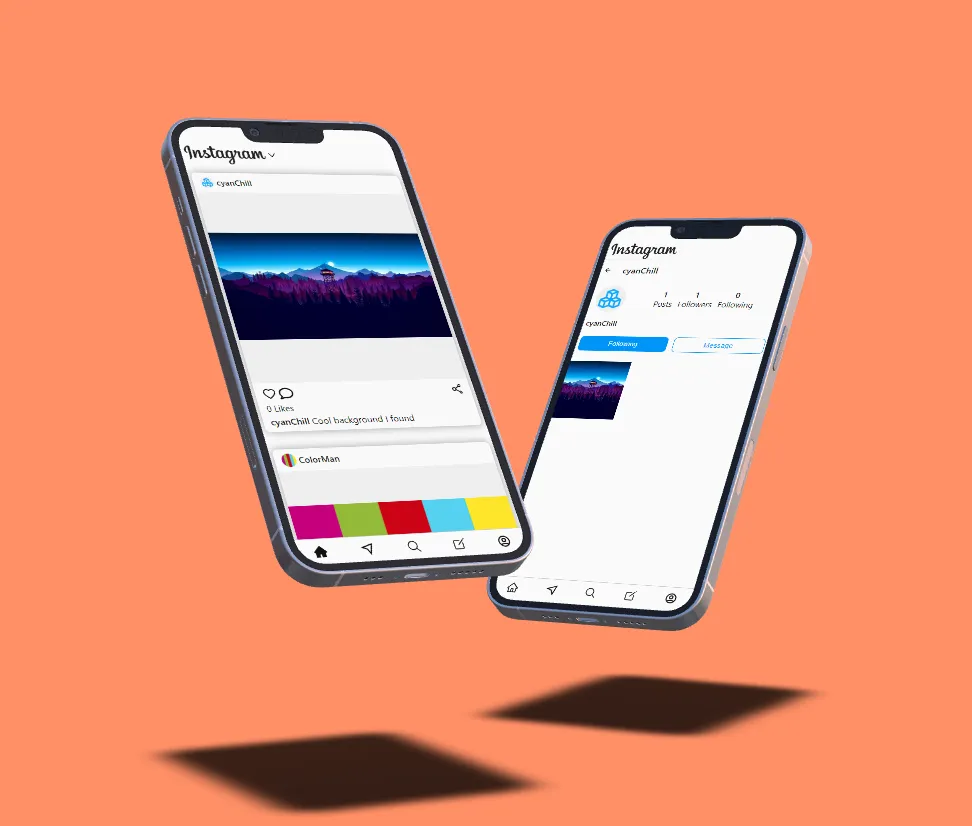 Instagram
cyanChill
0 Likes
cyanChill Cool background I found
ColorMan
Instagram
cyanChill
1 1 0
Posts Followers Following
cyanChill
Following Message